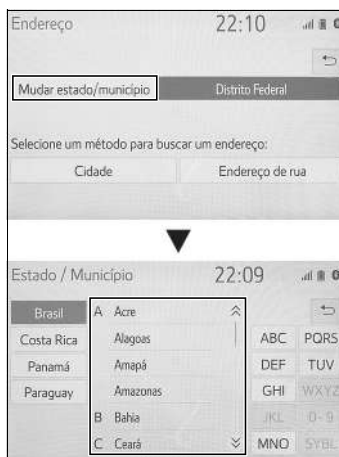 Endereço 22:10
Mudar estado/município Distrito Federal
Selecione um método para buscar um endereço:
Cidade Endereço de rua
Estado / Município 22:09
Brasil A Acre
Costa Rica Alagoas ABC PQRS
Panamá Amapá DEF TUV
Paraguay Amazonas GHI WXYZ
B Bahia JKL 0-9
C Ceará MNO SYBL